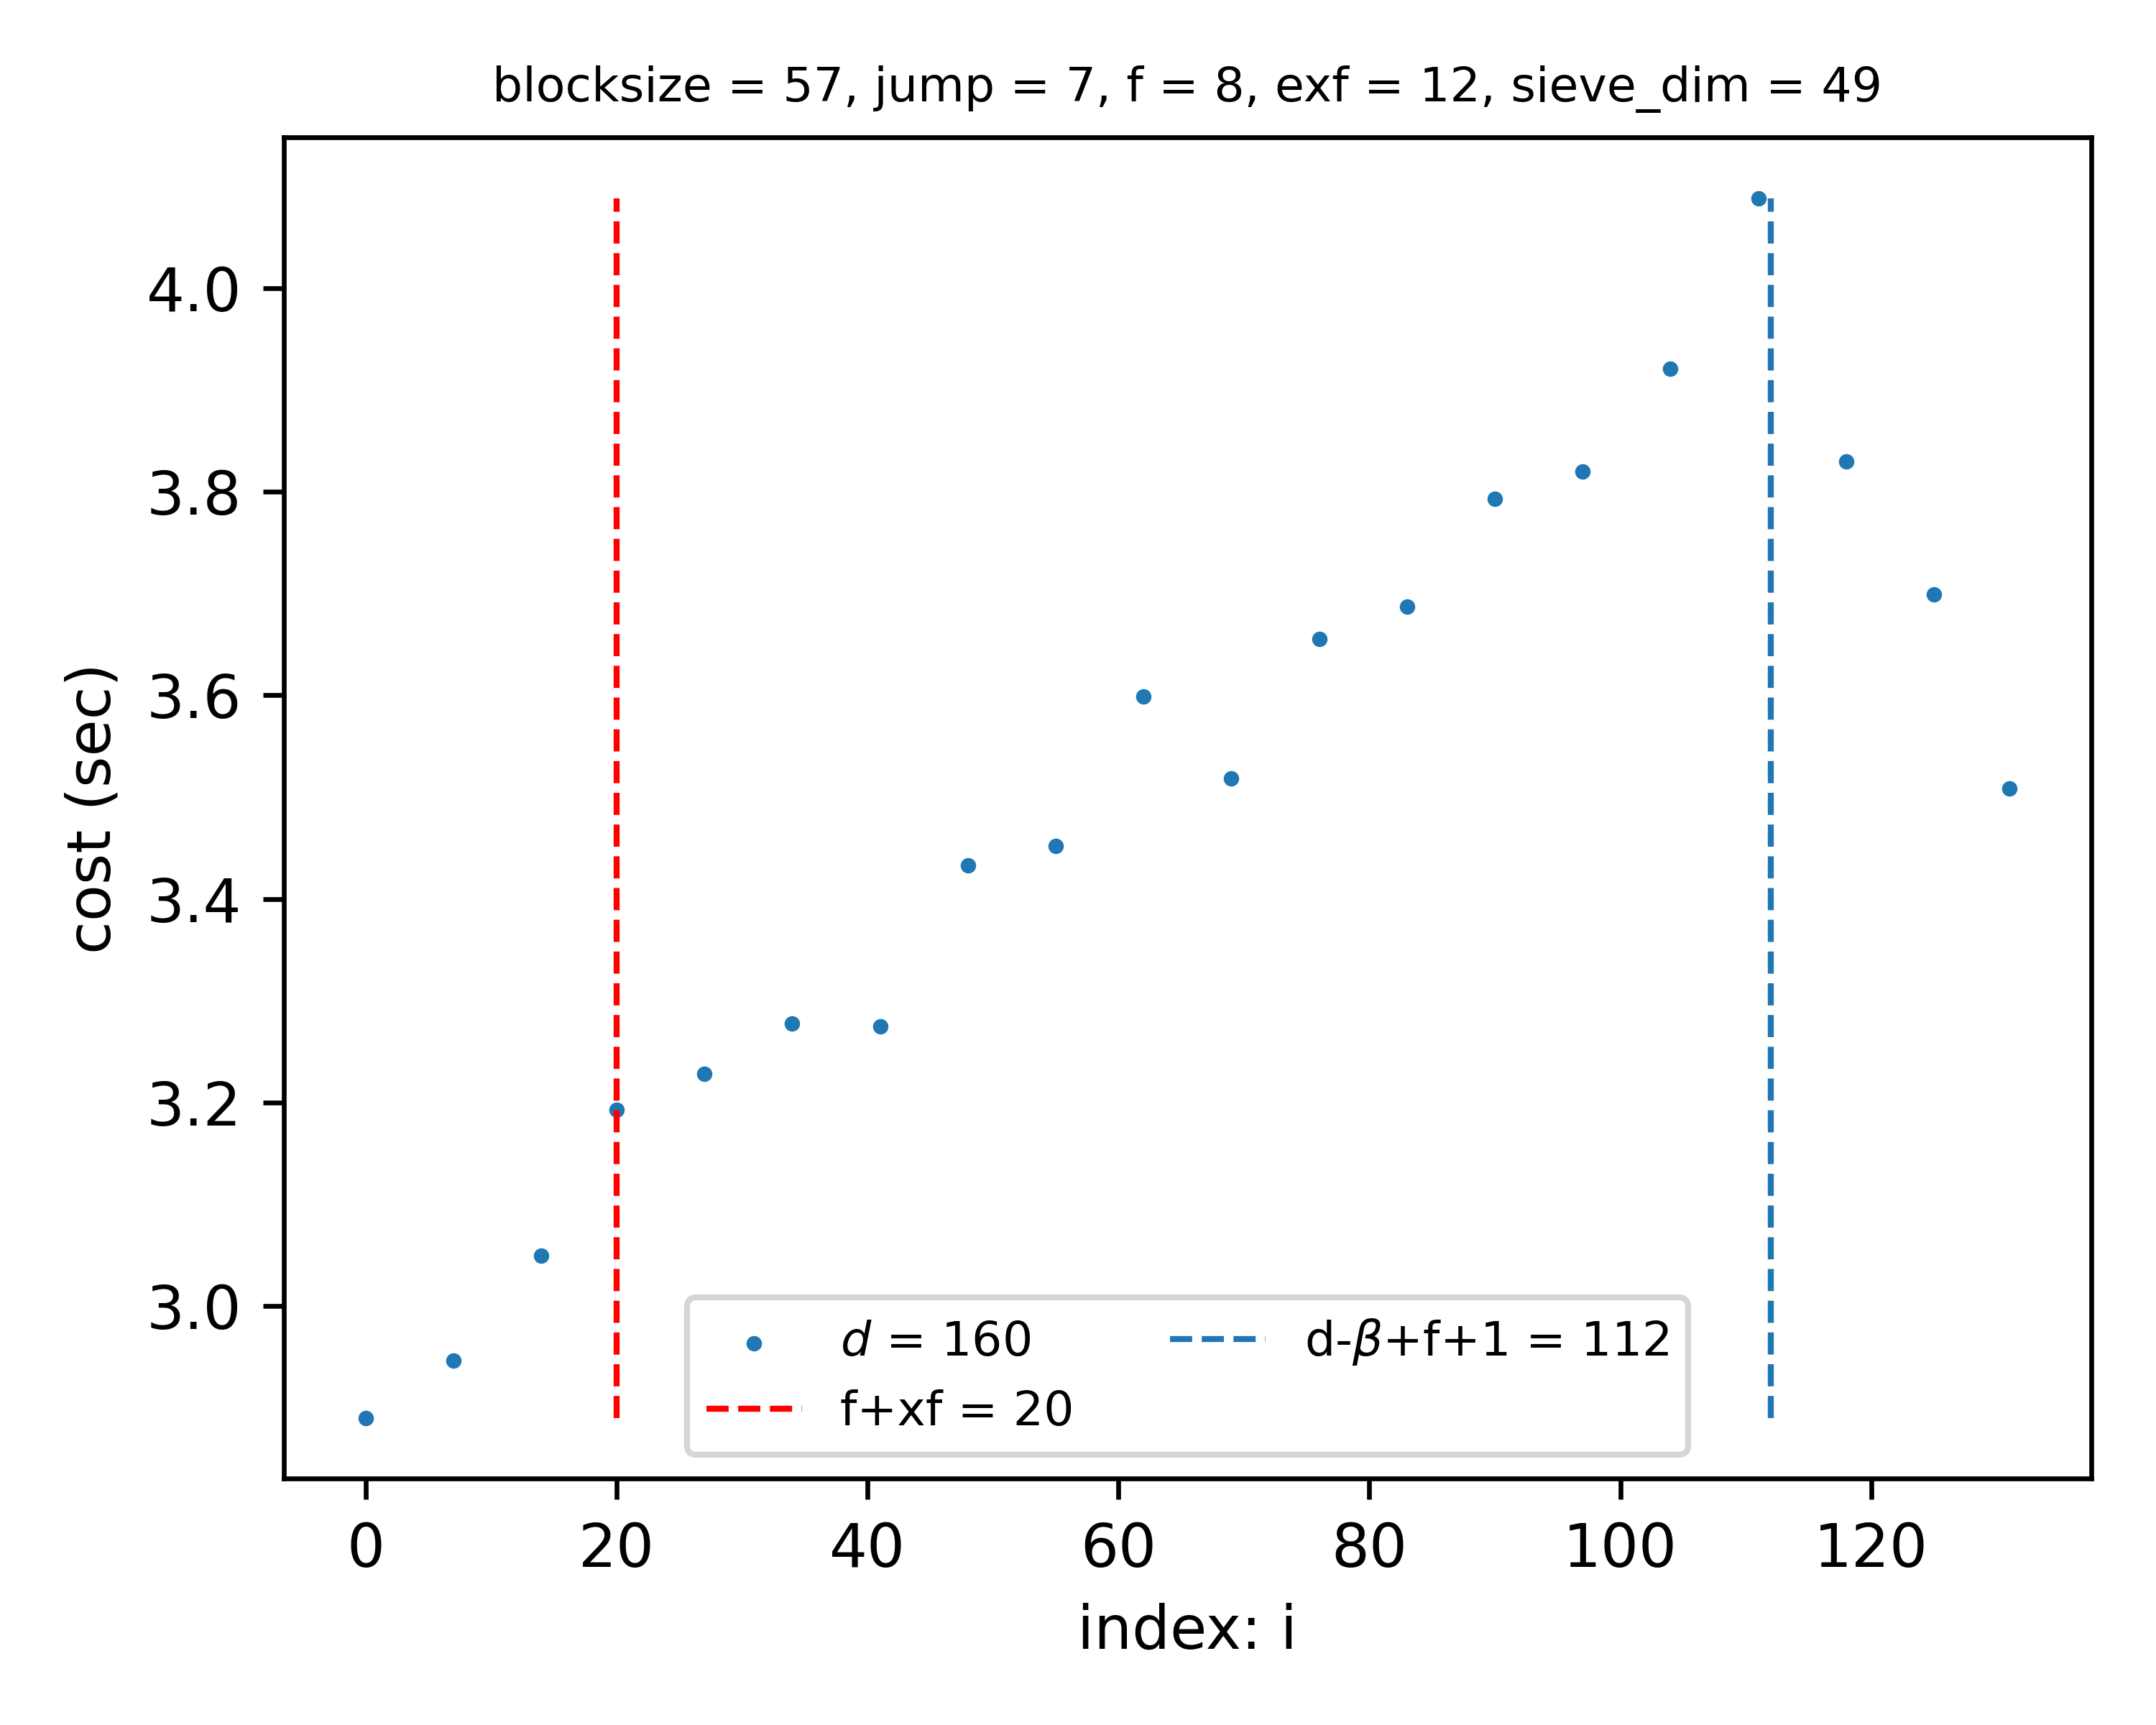 blocksize = 57, jump = 7, f = 8, exf = 12, sieve_dim = 49
cost (sec)
4.0
3.8
3.6
3.4
3.2
3.0
d = 160
f+xf = 20
d-β+f+1 = 112
0 20 40 60 80 100 120
index: i